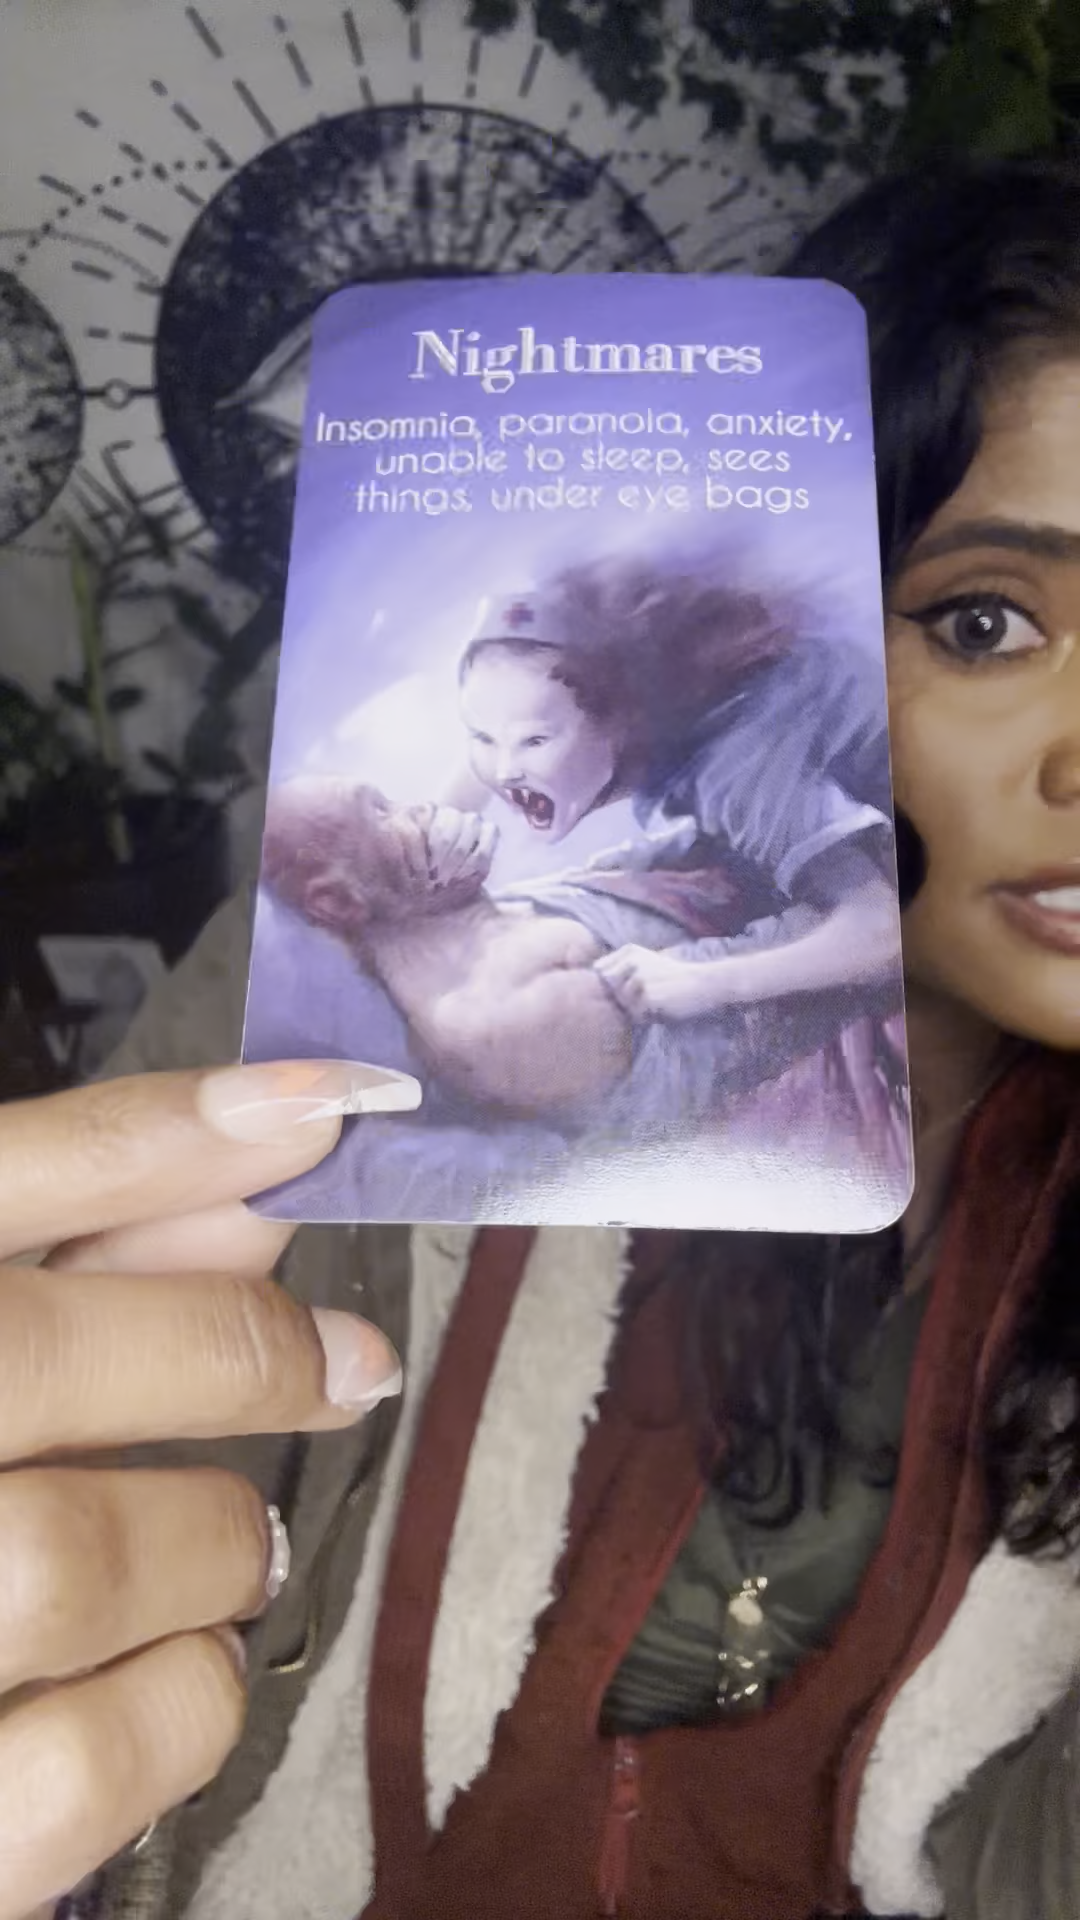 Nightmares
Insomnia, paranoia, anxiety,
unable to sleep, sees
things, under eye bags